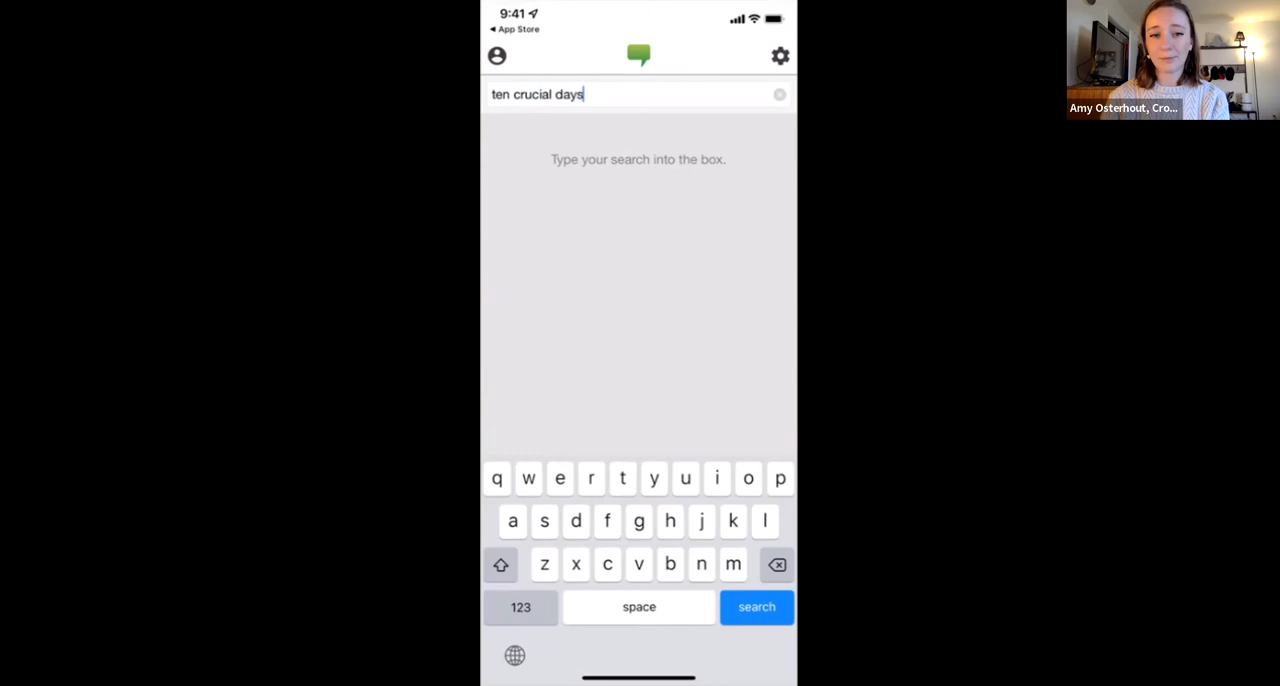 9:41
◀ App Store
ten crucial days
Type your search into the box.
q w e r t y u i o p
a s d f g h j k l
z x c v b n m
123 space search
Amy Osterhout, Cro...